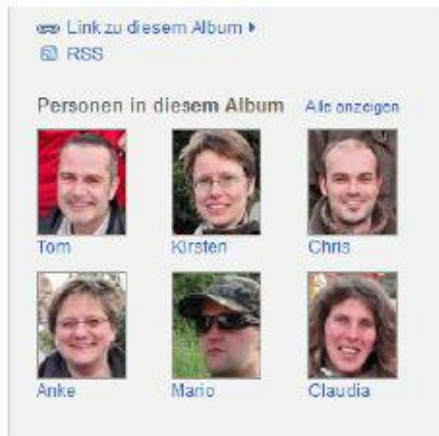 Link zu diesem Album
RSS
Personen in diesem Album Alle anzeigen
Tom Kirsten Chris
Anke Mario Claudia